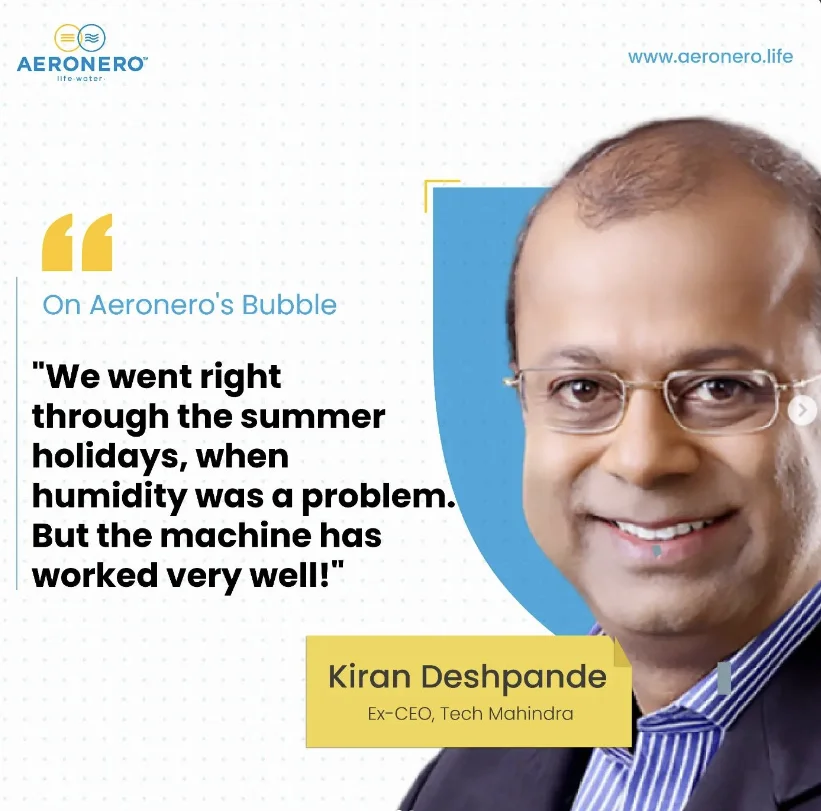 AERONERO™
life·water·
www.aeronero.life
On Aeronero's Bubble
"We went right
through the summer
holidays, when
humidity was a problem.
But the machine has
worked very well!"
Kiran Deshpande
Ex-CEO, Tech Mahindra